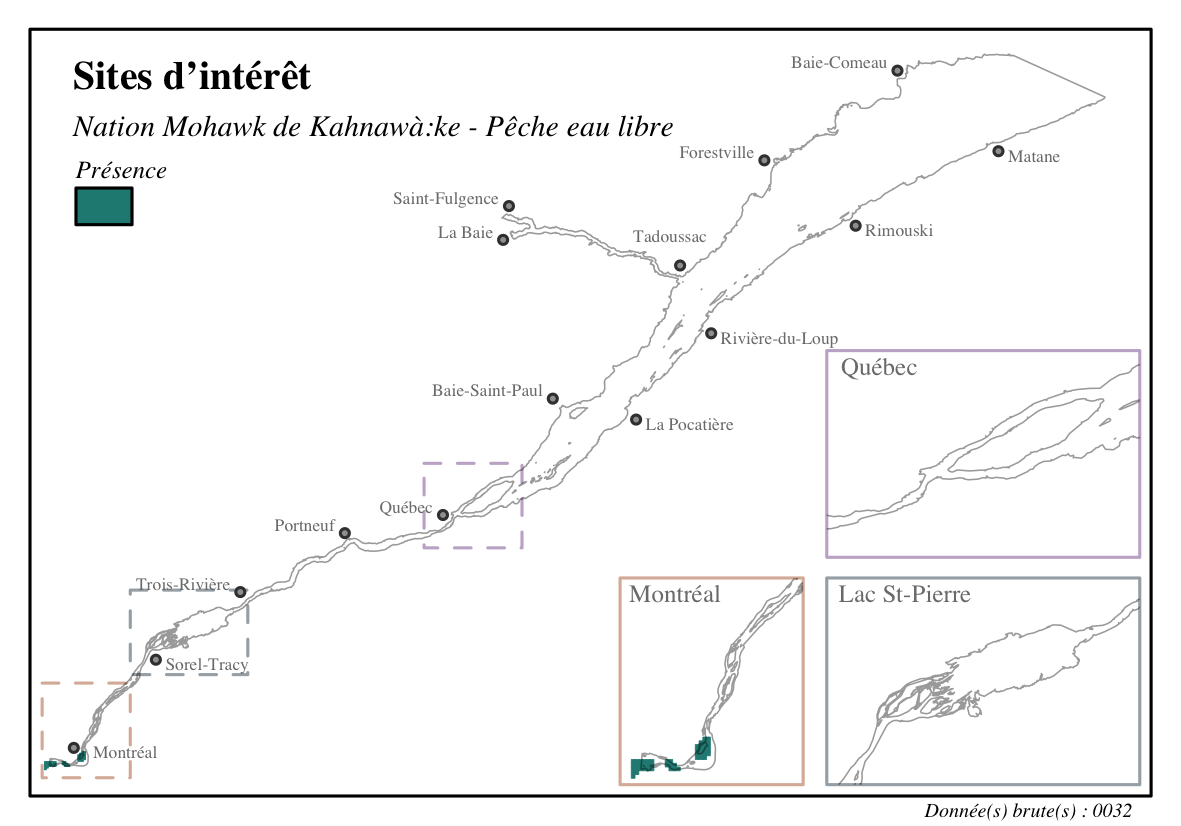 Sites d’intérêt
Nation Mohawk de Kahnawà:ke - Pêche eau libre
Présence
Baie-Comeau
Forestville
Matane
Saint-Fulgence
La Baie
Tadoussac
Rimouski
Rivière-du-Loup
Baie-Saint-Paul
La Pocatière
Québec
Portneuf
Trois-Rivière
Sorel-Tracy
Montréal
Québec
Montréal
Lac St-Pierre
Donnée(s) brute(s) : 0032